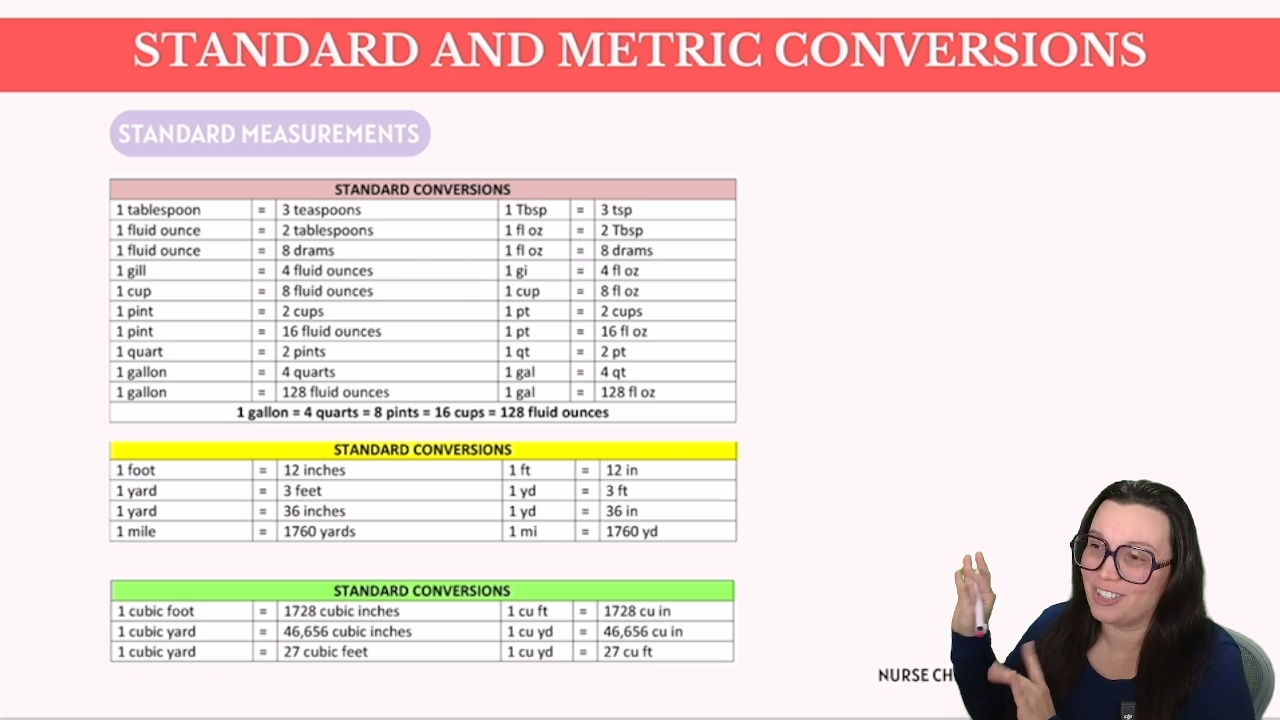 STANDARD AND METRIC CONVERSIONS
STANDARD MEASUREMENTS
STANDARD CONVERSIONS
1 tablespoon = 3 teaspoons 1 Tbsp = 3 tsp
1 fluid ounce = 2 tablespoons 1 fl oz = 2 Tbsp
1 fluid ounce = 8 drams 1 fl oz = 8 drams
1 gill = 4 fluid ounces 1 gi = 4 fl oz
1 cup = 8 fluid ounces 1 cup = 8 fl oz
1 pint = 2 cups 1 pt = 2 cups
1 pint = 16 fluid ounces 1 pt = 16 fl oz
1 quart = 2 pints 1 qt = 2 pt
1 gallon = 4 quarts 1 gal = 4 qt
1 gallon = 128 fluid ounces 1 gal = 128 fl oz
1 gallon = 4 quarts = 8 pints = 16 cups = 128 fluid ounces
STANDARD CONVERSIONS
1 foot = 12 inches 1 ft = 12 in
1 yard = 3 feet 1 yd = 3 ft
1 yard = 36 inches 1 yd = 36 in
1 mile = 1760 yards 1 mi = 1760 yd
STANDARD CONVERSIONS
1 cubic foot = 1728 cubic inches 1 cu ft = 1728 cu in
1 cubic yard = 46,656 cubic inches 1 cu yd = 46,656 cu in
1 cubic yard = 27 cubic feet 1 cu yd = 27 cu ft
NURSE